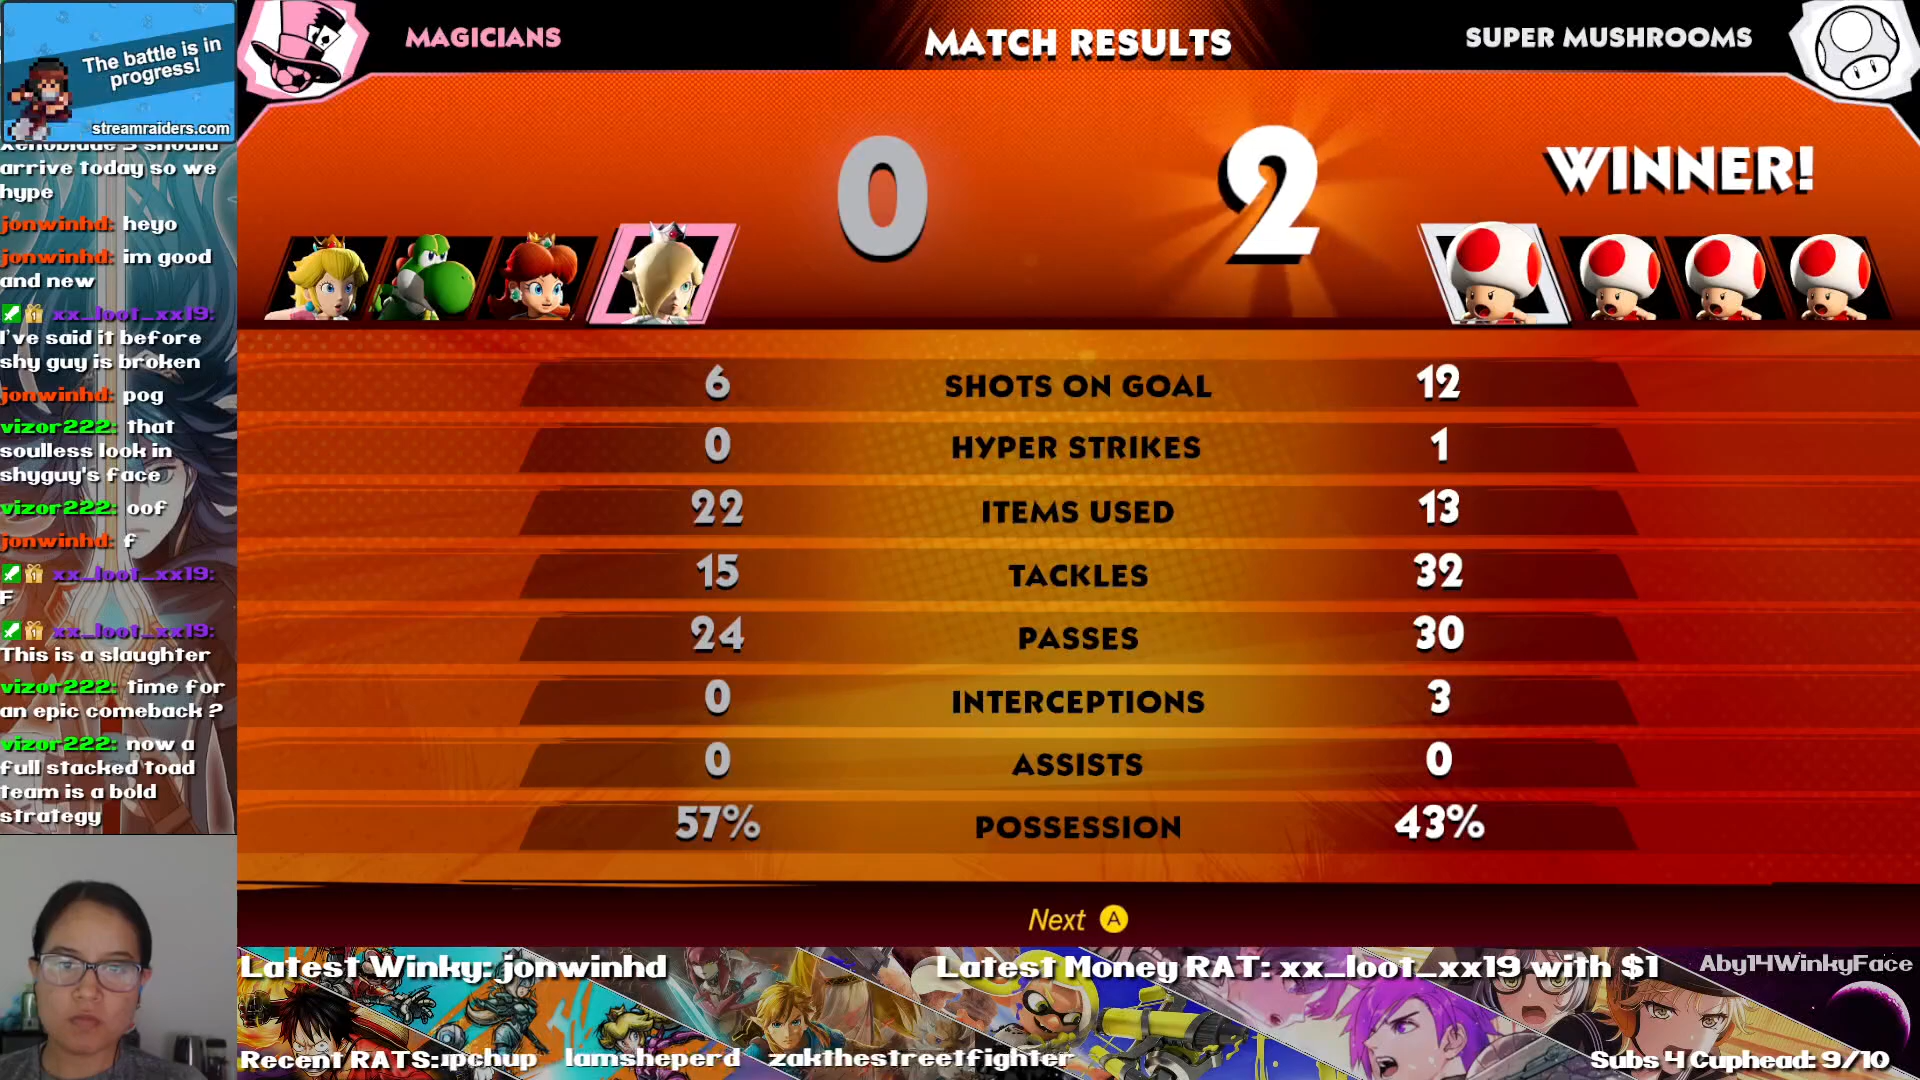 The battle is in
progress!
streamraiders.com
MAGICIANS
MATCH RESULTS
SUPER MUSHROOMS
0
2
WINNER!
xenoblade 3 should
arrive today so we
hype
jonwinhd: heyo
jonwinhd: im good
and new
xx_loot_xx19:
I've said it before
shy guy is broken
jonwinhd: pog
vizor222: that
soulless look in
shyguy's face
vizor222: oof
jonwinhd: f
xx_loot_xx19:
F
xx_loot_xx19:
This is a slaughter
vizor222: time for
an epic comeback ?
vizor222: now a
full stacked toad
team is a bold
strategy
6 SHOTS ON GOAL 12
0 HYPER STRIKES 1
22 ITEMS USED 13
15 TACKLES 32
24 PASSES 30
0 INTERCEPTIONS 3
0 ASSISTS 0
57% POSSESSION 43%
Next A
Latest Winky: jonwinhd
Latest Money RAT: xx_loot_xx19 with $1
Aby14WinkyFace
Recent RATS: pchup lamsheperd zakthestreetfighter
Subs 4 Cuphead: 9/10